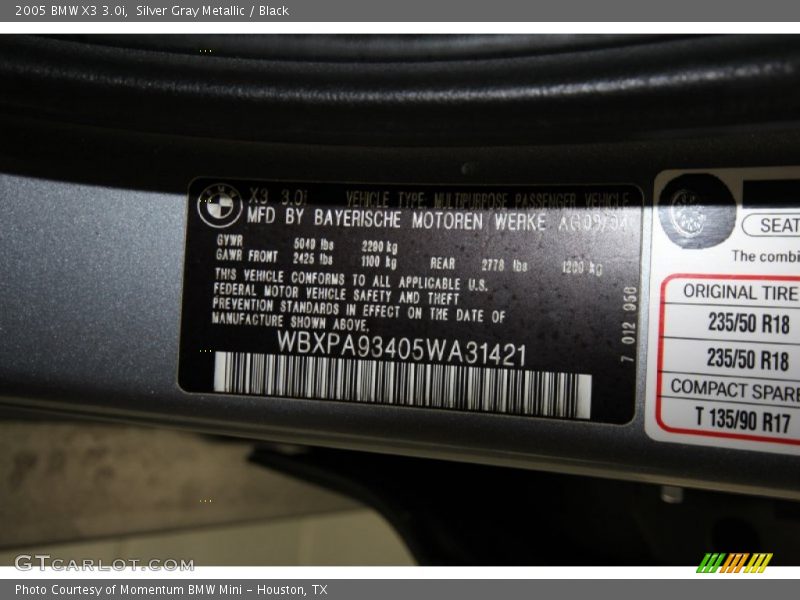 2005 BMW X3 3.0i, Silver Gray Metallic / Black
BMW
X3 3.0i VEHICLE TYPE MULTIPURPOSE PASSENGER VEHICLE
MFD BY BAYERISCHE MOTOREN WERKE AG 09/04
GVWR 5049 lbs 2290 kg
GAWR FRONT 2425 lbs 1100 kg REAR 2778 lbs 1260 kg
THIS VEHICLE CONFORMS TO ALL APPLICABLE U.S.
FEDERAL MOTOR VEHICLE SAFETY AND THEFT
PREVENTION STANDARDS IN EFFECT ON THE DATE OF
MANUFACTURE SHOWN ABOVE.
WBXPA93405WA31421
7 012 950
SEAT
The combi
ORIGINAL TIRE
235/50 R18
235/50 R18
COMPACT SPARE
T 135/90 R17
GTCARLOT.COM
Photo Courtesy of Momentum BMW Mini - Houston, TX